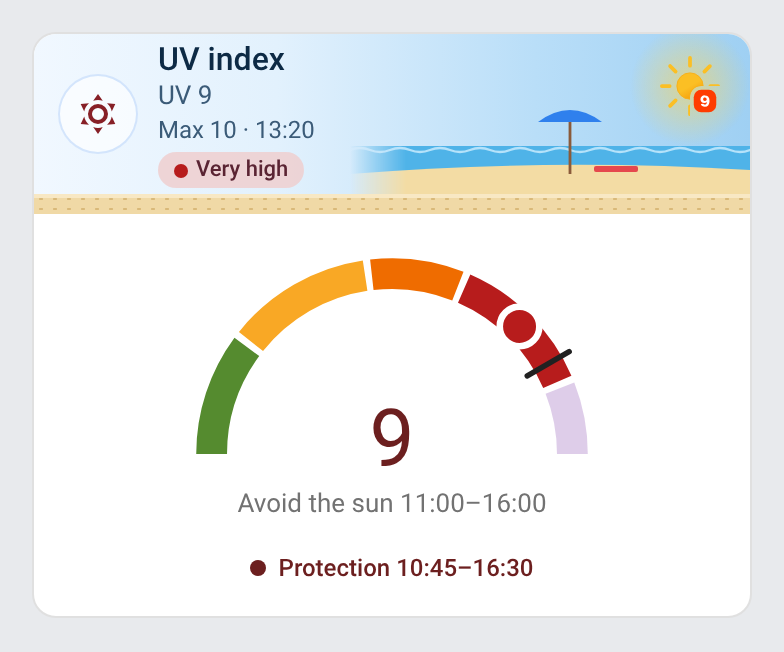 UV index
UV 9
Max 10 · 13:20
Very high
9
9
Avoid the sun 11:00–16:00
Protection 10:45–16:30